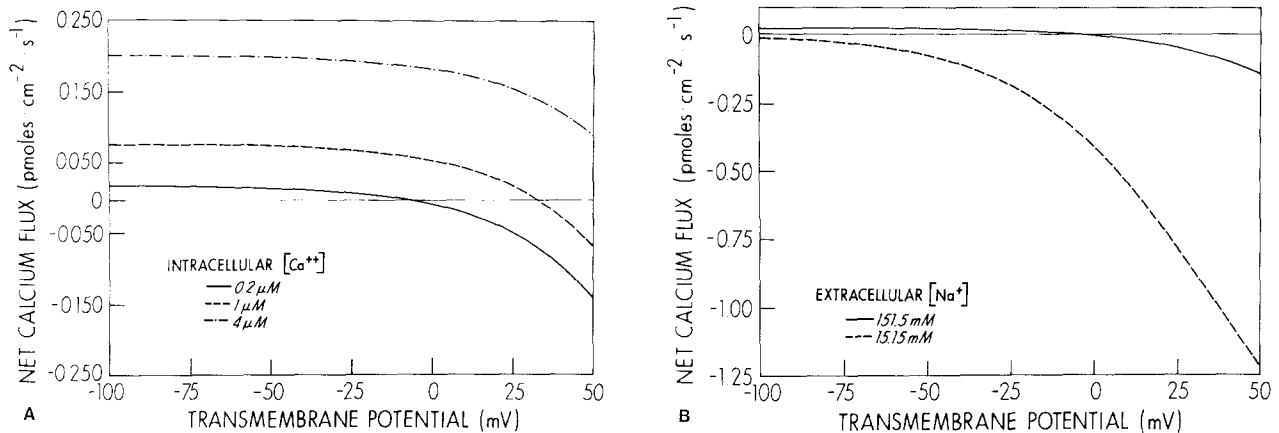 NET CALCIUM FLUX (pmoles·cm⁻²·s⁻¹)
0.250
0.150
0.050
0
-0.050
-0.150
-0.250
INTRACELLULAR [Ca⁺⁺]
0.2 μM
1 μM
4 μM
-100 -75 -50 -25 0 25 50
TRANSMEMBRANE POTENTIAL (mV)
A
NET CALCIUM FLUX (pmoles·cm⁻²·s⁻¹)
0
-0.25
-0.50
-0.75
-1.00
-1.25
EXTRACELLULAR [Na⁺]
151.5 mM
15.15 mM
-100 -75 -50 -25 0 25 50
TRANSMEMBRANE POTENTIAL (mV)
B